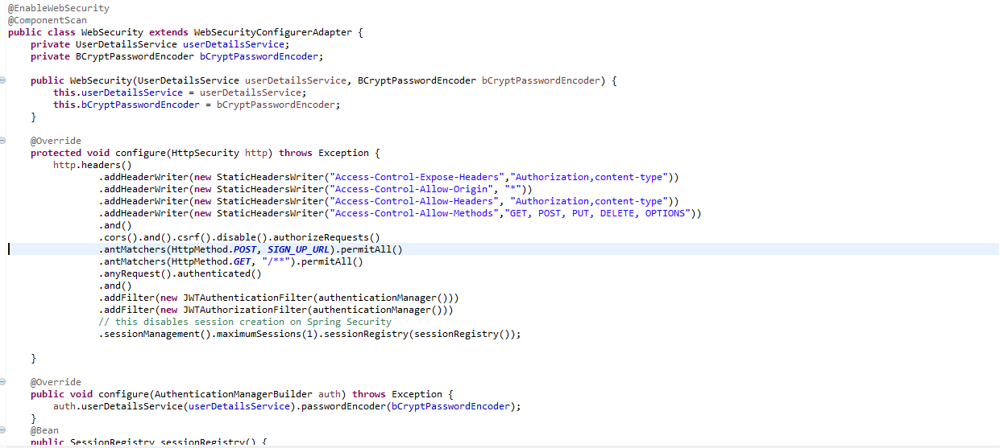 @EnableWebSecurity
@ComponentScan
public class WebSecurity extends WebSecurityConfigurerAdapter {
    private UserDetailsService userDetailsService;
    private BCryptPasswordEncoder bCryptPasswordEncoder;

    public WebSecurity(UserDetailsService userDetailsService, BCryptPasswordEncoder bCryptPasswordEncoder) {
        this.userDetailsService = userDetailsService;
        this.bCryptPasswordEncoder = bCryptPasswordEncoder;
    }

    @Override
    protected void configure(HttpSecurity http) throws Exception {
        http.headers()
                .addHeaderWriter(new StaticHeadersWriter("Access-Control-Expose-Headers","Authorization,content-type"))
                .addHeaderWriter(new StaticHeadersWriter("Access-Control-Allow-Origin", "*"))
                .addHeaderWriter(new StaticHeadersWriter("Access-Control-Allow-Headers", "Authorization,content-type"))
                .addHeaderWriter(new StaticHeadersWriter("Access-Control-Allow-Methods","GET, POST, PUT, DELETE, OPTIONS"))
                .and()
                .cors().and().csrf().disable().authorizeRequests()
                .antMatchers(HttpMethod.POST, SIGN_UP_URL).permitAll()
                .antMatchers(HttpMethod.GET, "/**").permitAll()
                .anyRequest().authenticated()
                .and()
                .addFilter(new JWTAuthenticationFilter(authenticationManager()))
                .addFilter(new JWTAuthorizationFilter(authenticationManager()))
                // this disables session creation on Spring Security
                .sessionManagement().maximumSessions(1).sessionRegistry(sessionRegistry());

    }

    @Override
    public void configure(AuthenticationManagerBuilder auth) throws Exception {
        auth.userDetailsService(userDetailsService).passwordEncoder(bCryptPasswordEncoder);
    }
    @Bean
    public SessionRegistry sessionRegistry() {